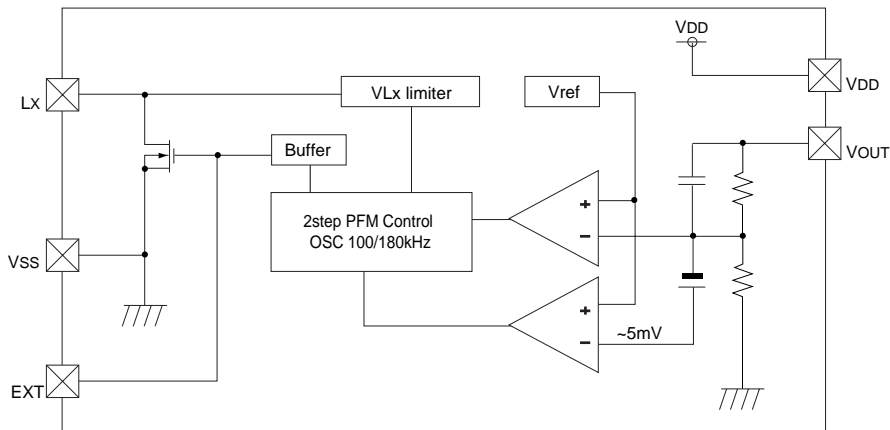 VDD
LX
VLx limiter
Vref
VDD
Buffer
VOUT
2step PFM Control
OSC 100/180kHz
+
−
VSS
+
−
~5mV
EXT